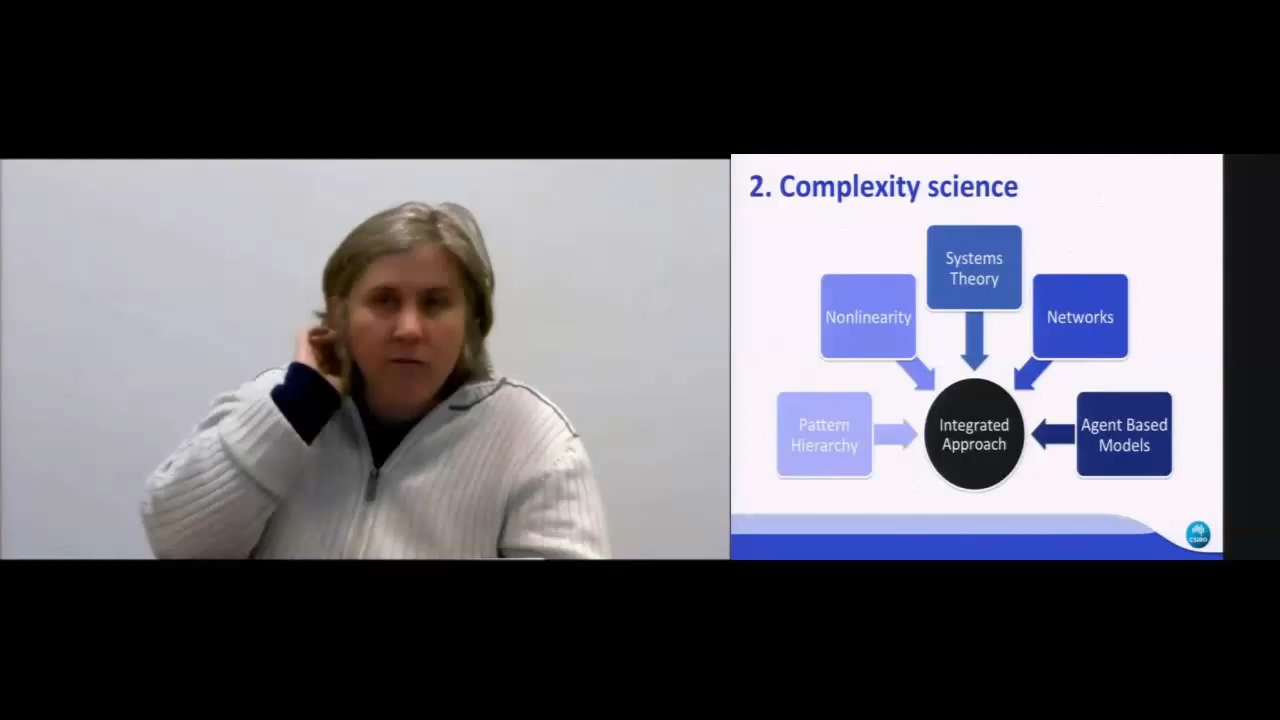 2. Complexity science
Systems
Theory
Nonlinearity
Networks
Pattern
Hierarchy
Integrated
Approach
Agent Based
Models
CSIRO